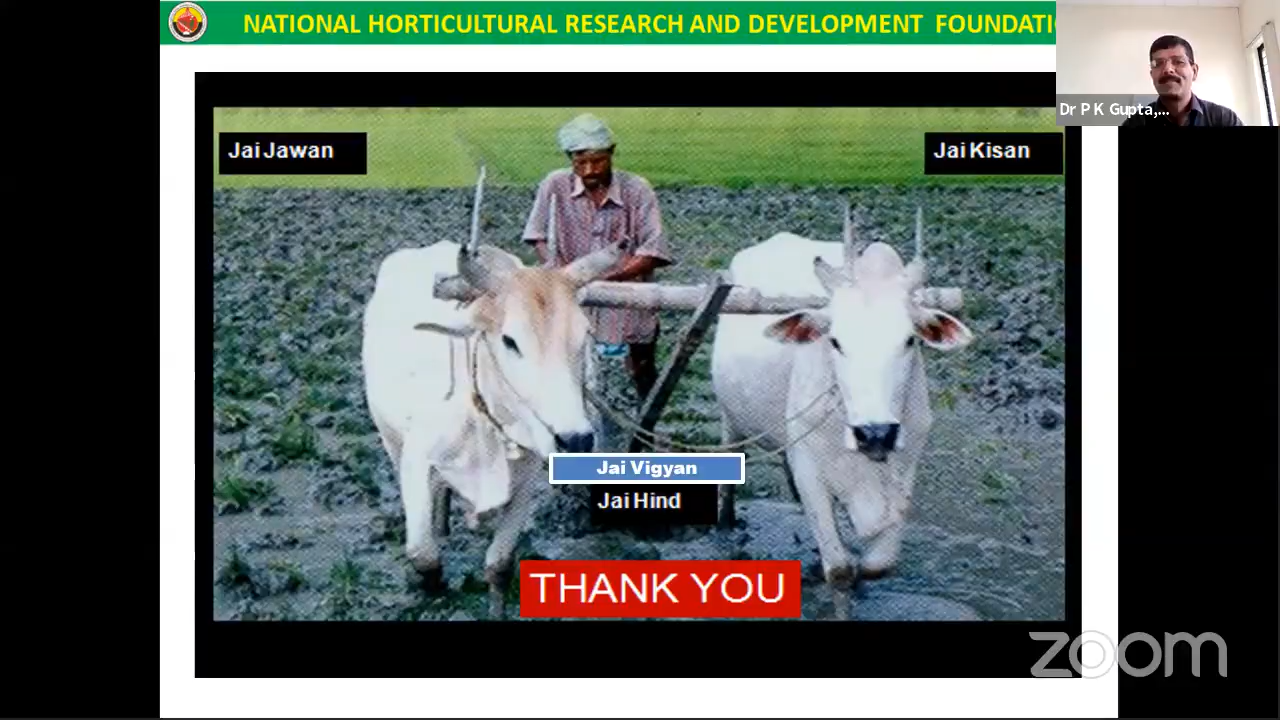 NATIONAL HORTICULTURAL RESEARCH AND DEVELOPMENT FOUNDATI
Dr P K Gupta,...
Jai Jawan
Jai Kisan
Jai Vigyan
Jai Hind
THANK YOU
zoom